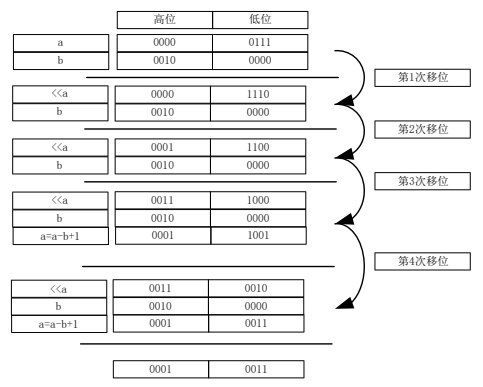 高位 低位
a 0000 0111
b 0010 0000
第1次移位
<<a 0000 1110
b 0010 0000
第2次移位
<<a 0001 1100
b 0010 0000
第3次移位
<<a 0011 1000
b 0010 0000
a=a-b+1 0001 1001
第4次移位
<<a 0011 0010
b 0010 0000
a=a-b+1 0001 0011
0001 0011